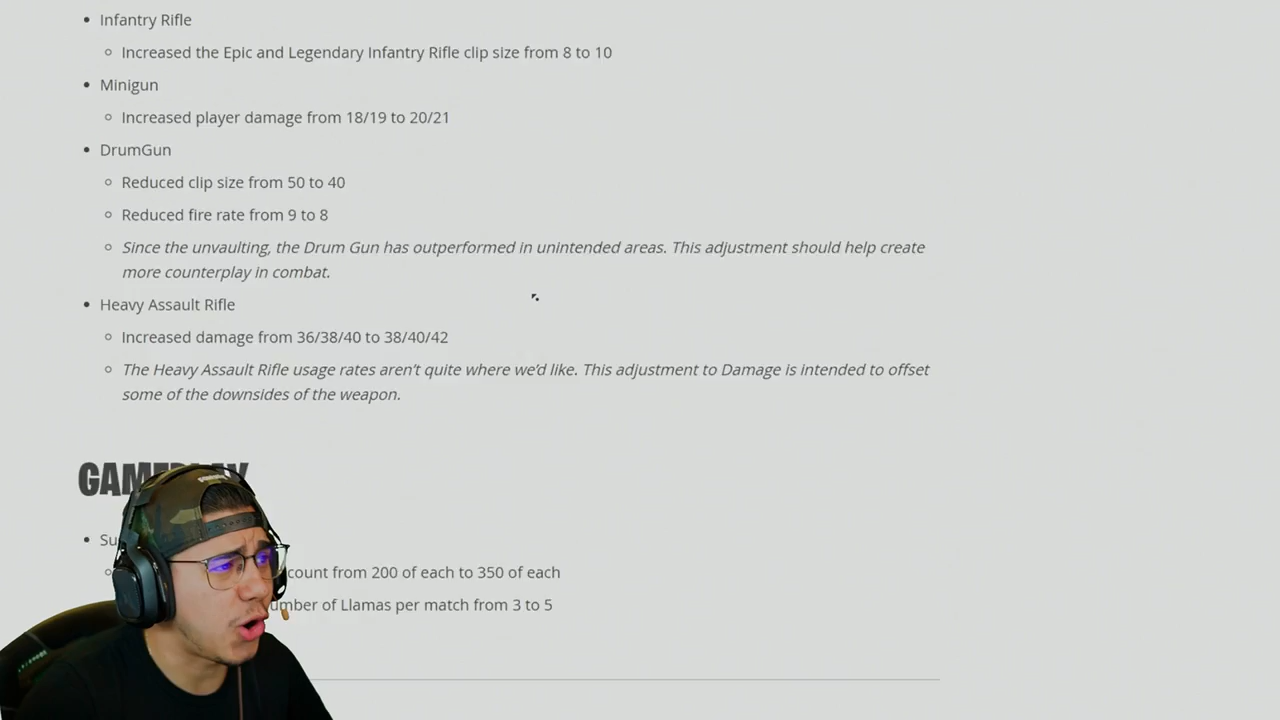 Infantry Rifle
Increased the Epic and Legendary Infantry Rifle clip size from 8 to 10
Minigun
Increased player damage from 18/19 to 20/21
DrumGun
Reduced clip size from 50 to 40
Reduced fire rate from 9 to 8
Since the unvaulting, the Drum Gun has outperformed in unintended areas. This adjustment should help create
more counterplay in combat.
Heavy Assault Rifle
Increased damage from 36/38/40 to 38/40/42
The Heavy Assault Rifle usage rates aren't quite where we'd like. This adjustment to Damage is intended to offset
some of the downsides of the weapon.
GAMEPLAY
count from 200 of each to 350 of each
of Llamas per match from 3 to 5